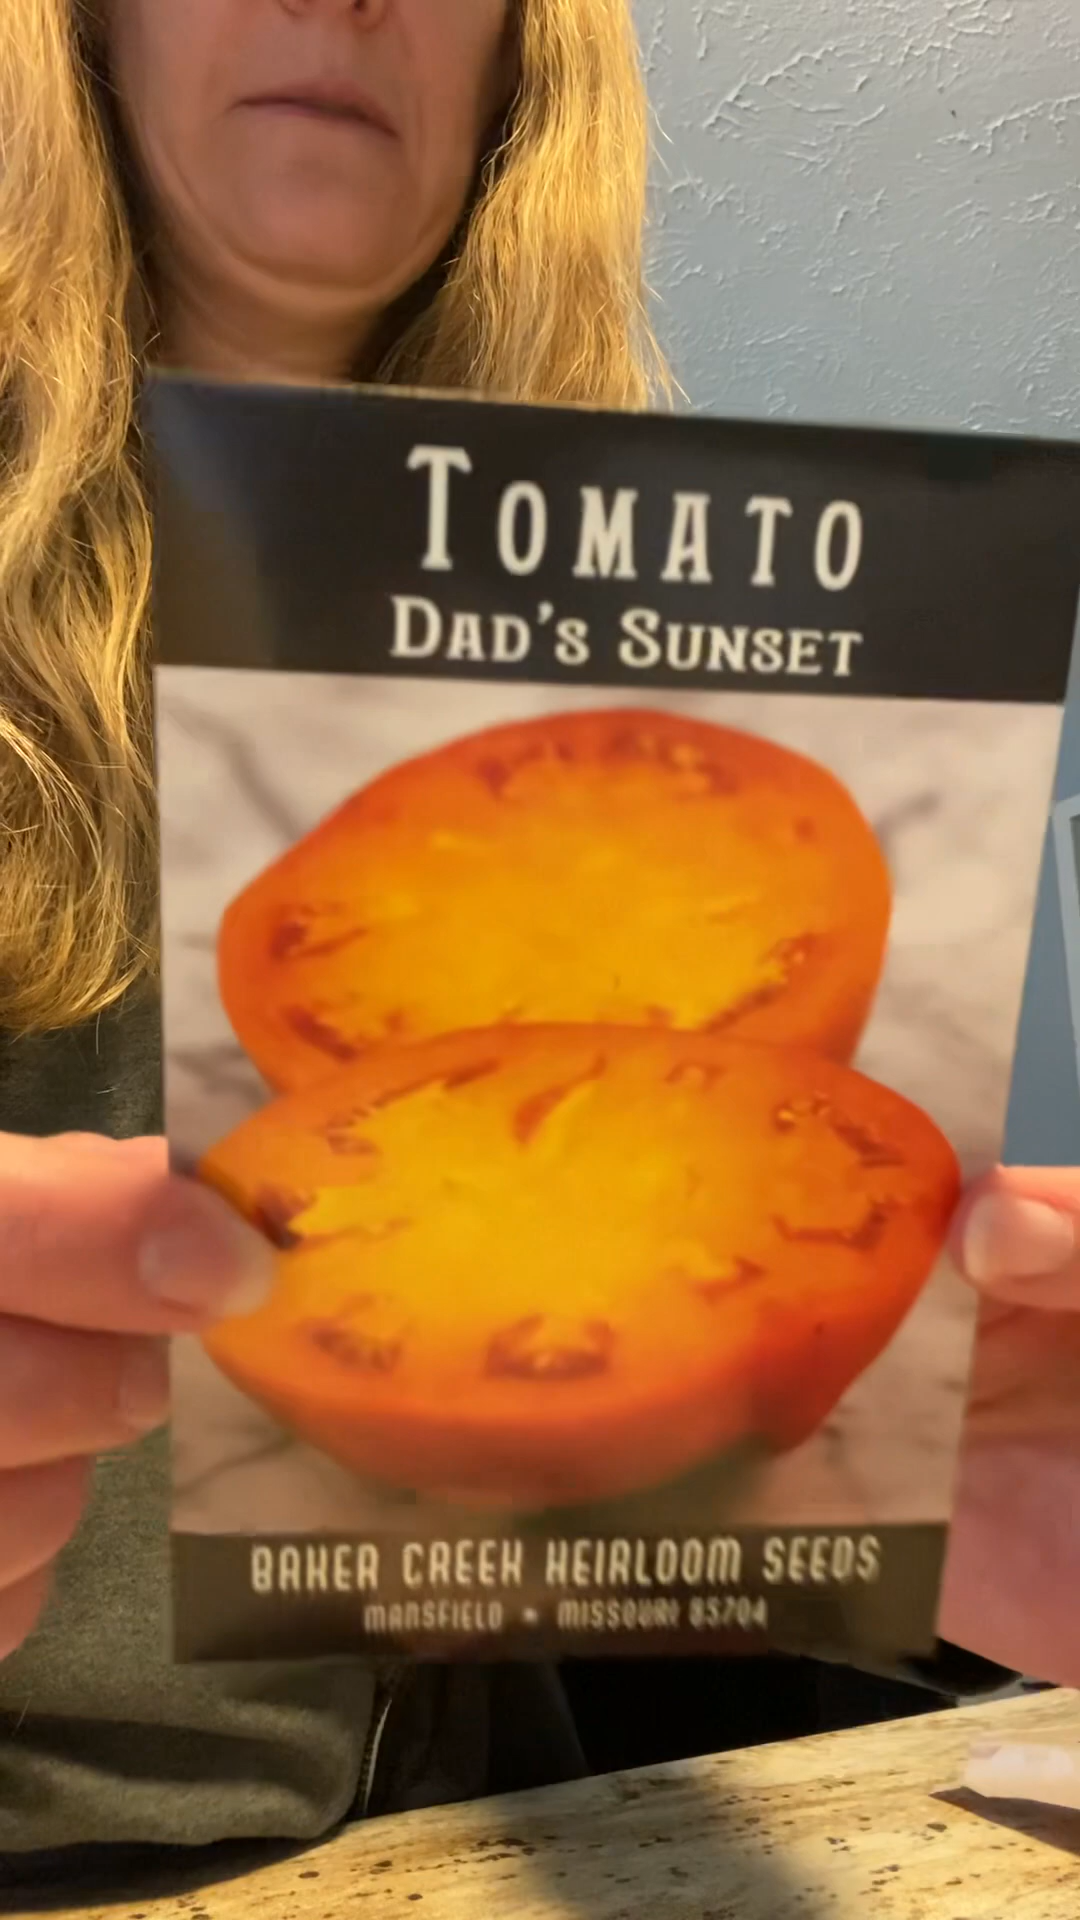 TOMATO
DAD'S SUNSET
BAKER CREEK HEIRLOOM SEEDS
MANSFIELD • MISSOURI 65704